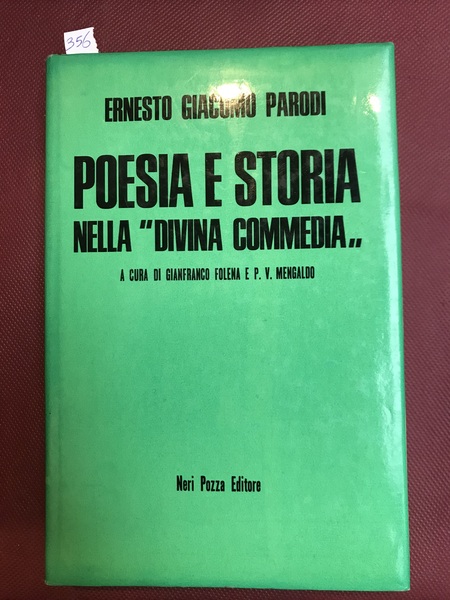 356
ERNESTO GIACOMO PARODI
POESIA E STORIA
NELLA "DIVINA COMMEDIA„
A CURA DI GIANFRANCO FOLENA E P. V. MENGALDO
Neri Pozza Editore